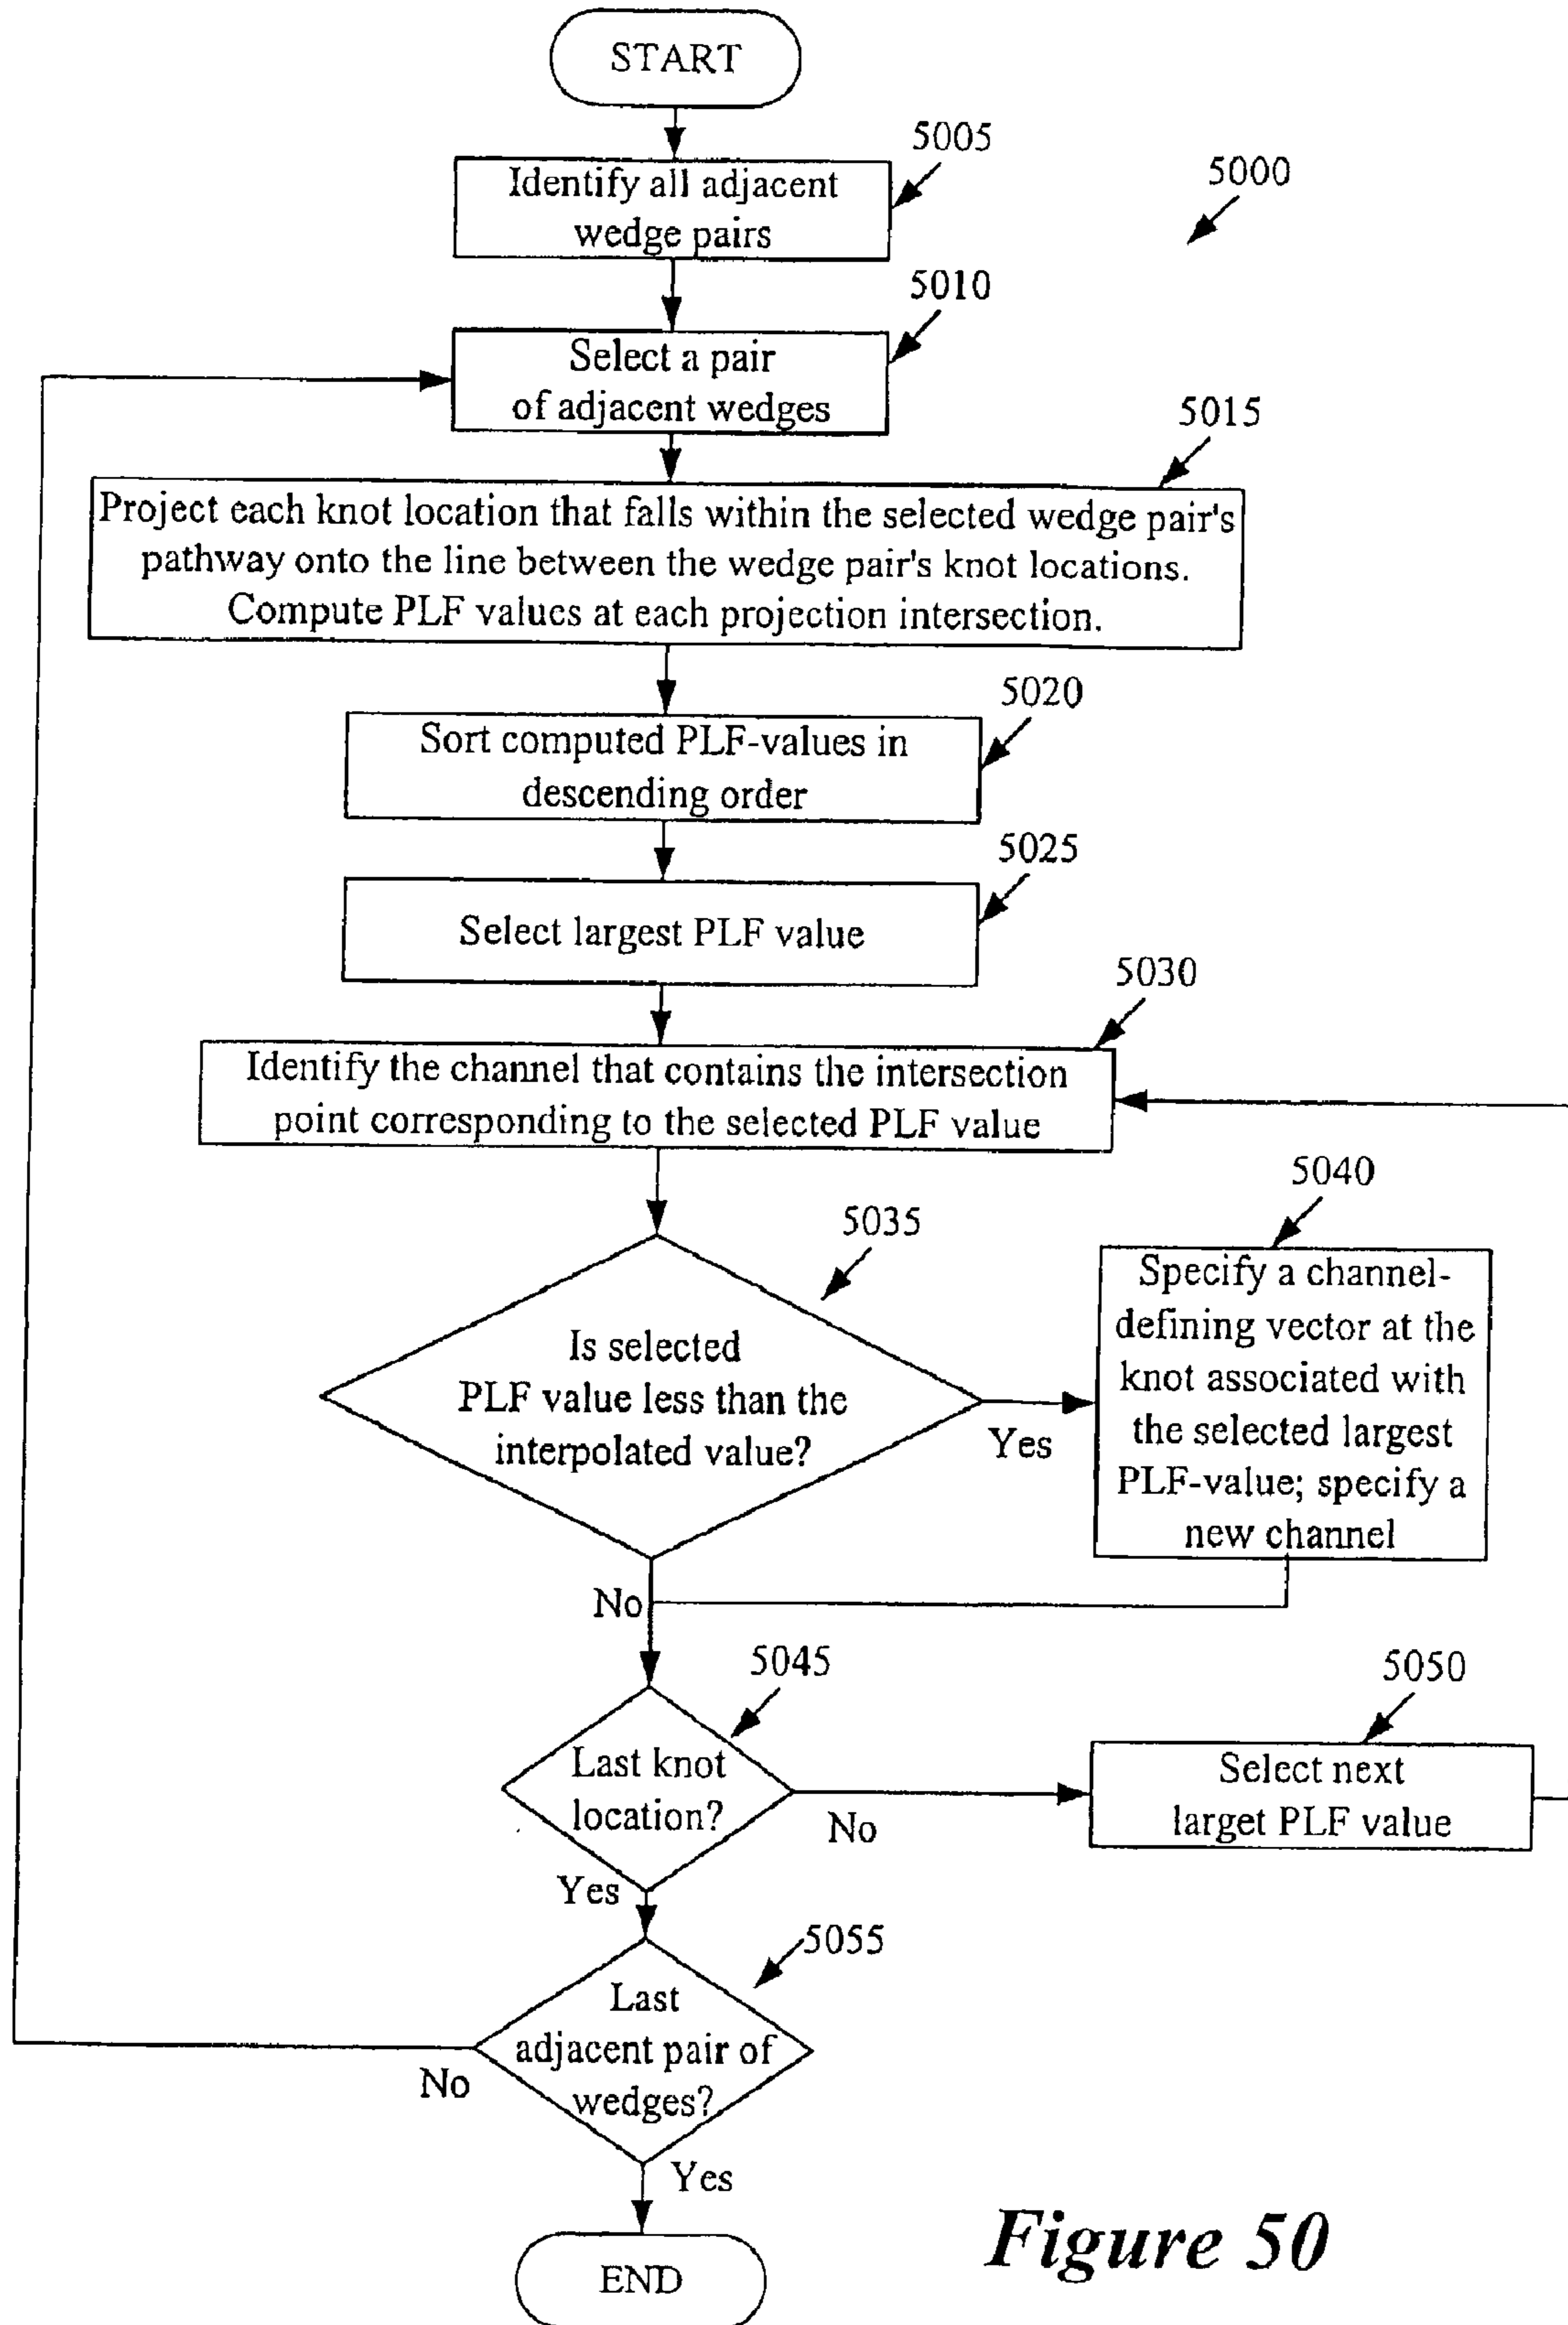 START
5005
Identify all adjacent
wedge pairs
5000
5010
Select a pair
of adjacent wedges
5015
Project each knot location that falls within the selected wedge pair's
pathway onto the line between the wedge pair's knot locations.
Compute PLF values at each projection intersection.
5020
Sort computed PLF-values in
descending order
5025
Select largest PLF value
5030
Identify the channel that contains the intersection
point corresponding to the selected PLF value
5035
Is selected
PLF value less than the
interpolated value?
Yes
5040
Specify a channel-
defining vector at the
knot associated with
the selected largest
PLF-value; specify a
new channel
No
5045
Last knot
location?
No
5050
Select next
larget PLF value
Yes
5055
Last
adjacent pair of
wedges?
No
Yes
END
Figure 50